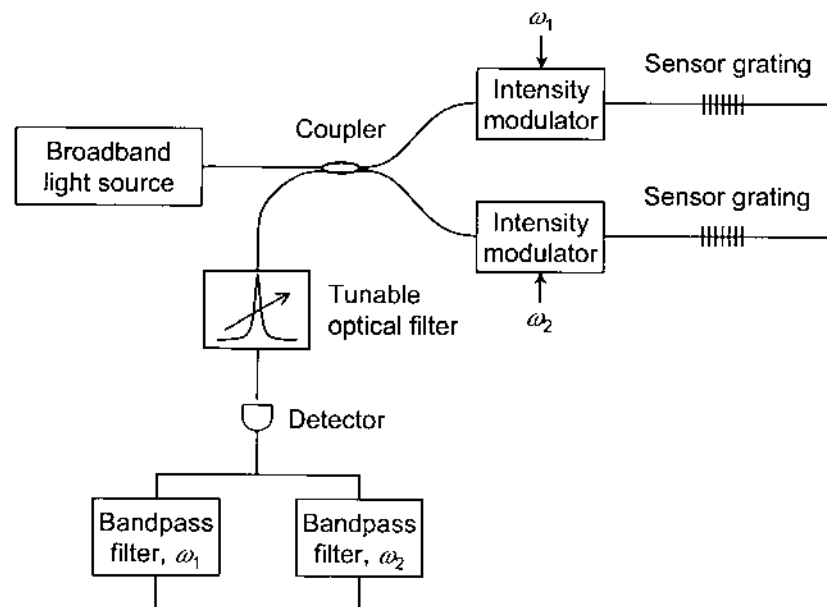 ω1
Sensor grating
Intensity
modulator
Coupler
Broadband
light source
Sensor grating
Intensity
modulator
ω2
Tunable
optical filter
Detector
Bandpass
filter, ω1
Bandpass
filter, ω2